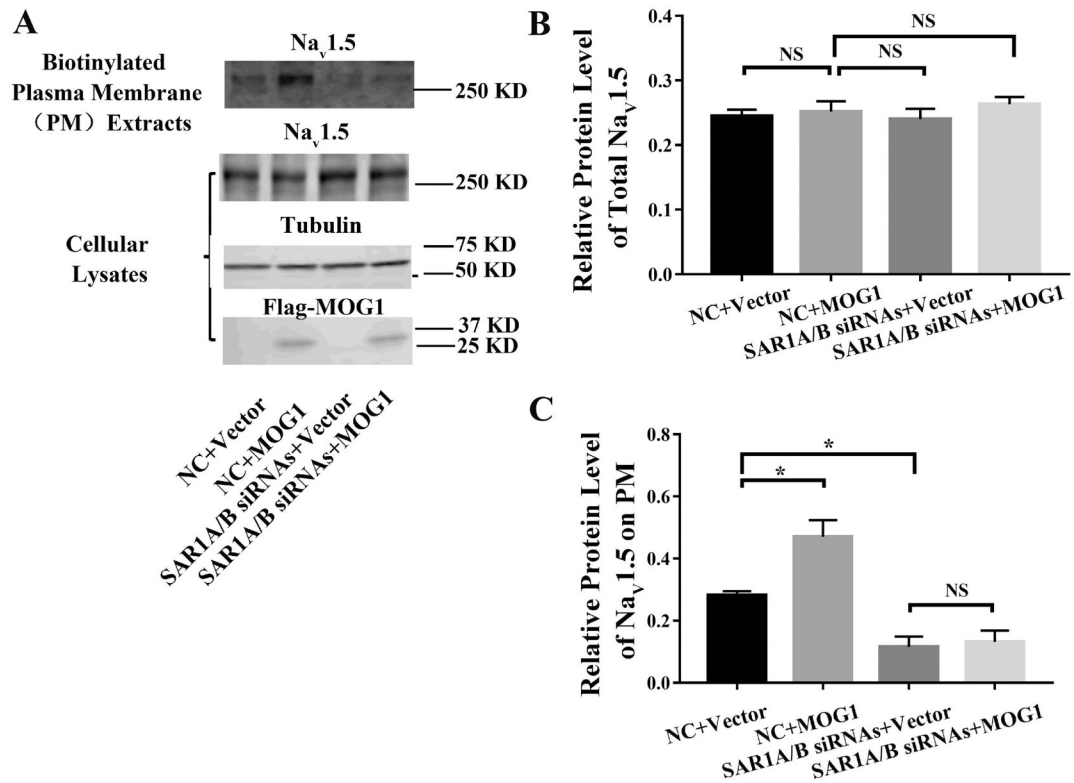 A
Biotinylated
Plasma Membrane
(PM) Extracts
Nav1.5
250 KD
Nav1.5
250 KD
Cellular
Lysates
Tubulin
75 KD
50 KD
Flag-MOG1
37 KD
25 KD
NC+Vector
NC+MOG1
SAR1A/B siRNAs+Vector
SAR1A/B siRNAs+MOG1
B
Relative Protein Level
of Total Nav1.5
0.4
0.3
0.2
0.1
0.0
NS
NS
NS
NC+Vector
NC+MOG1
SAR1A/B siRNAs+Vector
SAR1A/B siRNAs+MOG1
C
Relative Protein Level
of Nav1.5 on PM
0.8
0.6
0.4
0.2
0.0
*
*
NS
NC+Vector
NC+MOG1
SAR1A/B siRNAs+Vector
SAR1A/B siRNAs+MOG1